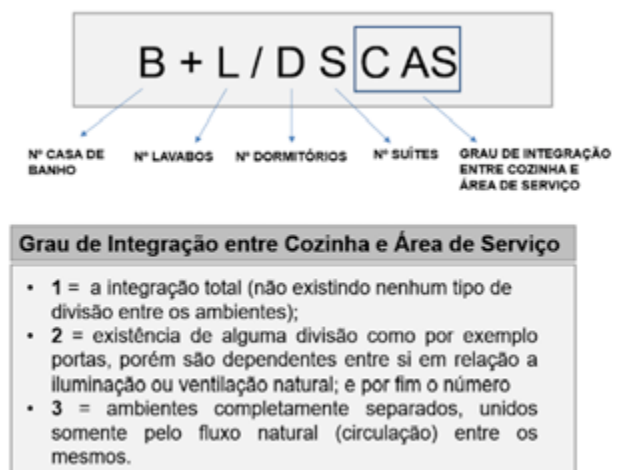 B + L / D S C AS
Nº CASA DE BANHO
Nº LAVABOS
Nº DORMITÓRIOS
Nº SUÍTES
GRAU DE INTEGRAÇÃO ENTRE COZINHA E ÁREA DE SERVIÇO
Grau de Integração entre Cozinha e Área de Serviço
• 1 = a integração total (não existindo nenhum tipo de
divisão entre os ambientes);
• 2 = existência de alguma divisão como por exemplo
portas, porém são dependentes entre si em relação a
iluminação ou ventilação natural; e por fim o número
• 3 = ambientes completamente separados, unidos
somente pelo fluxo natural (circulação) entre os
mesmos.